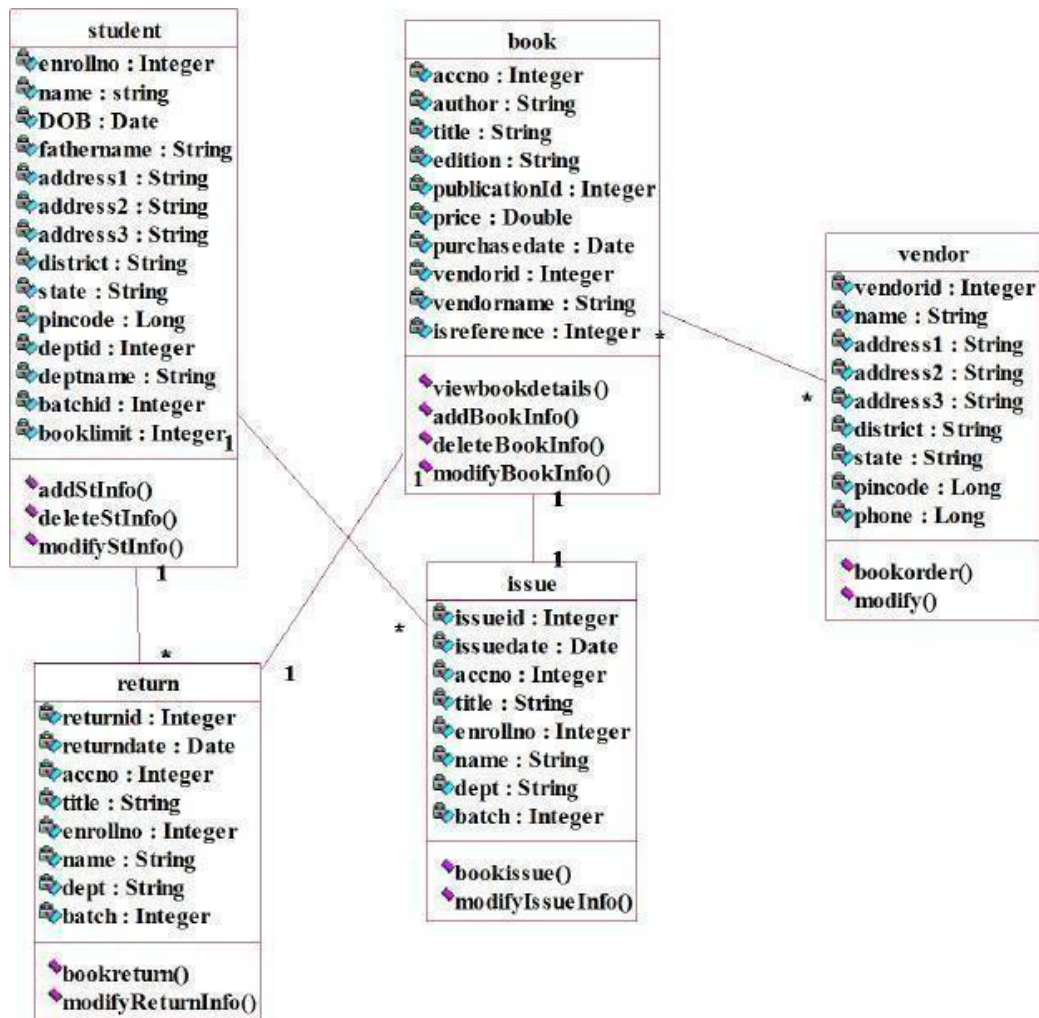 student
enrollno : Integer
name : string
DOB : Date
fathername : String
address1 : String
address2 : String
address3 : String
district : String
state : String
pincode : Long
deptid : Integer
deptname : String
batchid : Integer
booklimit : Integer
1
addStInfo()
deleteStInfo()
modifyStInfo()
1
book
accno : Integer
author : String
title : String
edition : String
publicationId : Integer
price : Double
purchasedate : Date
vendorid : Integer
vendorname : String
isreference : Integer
*
viewbookdetails()
addBookInfo()
deleteBookInfo()
1 modifyBookInfo()
1
vendor
vendorid : Integer
name : String
address1 : String
address2 : String
address3 : String
*
district : String
state : String
pincode : Long
phone : Long
bookorder()
modify()
1
issue
issueid : Integer
*
issuedate : Date
accno : Integer
title : String
enrollno : Integer
name : String
dept : String
batch : Integer
bookissue()
modifyIssueInfo()
*
1
return
returnid : Integer
returndate : Date
accno : Integer
title : String
enrollno : Integer
name : String
dept : String
batch : Integer
bookreturn()
modifyReturnInfo()